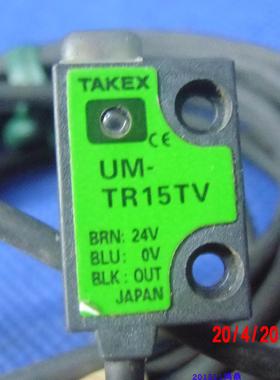 TAKEX
CE
UM-
TR15TV
BRN: 24V
BLU: 0V
BLK: OUT
JAPAN
20/4/20